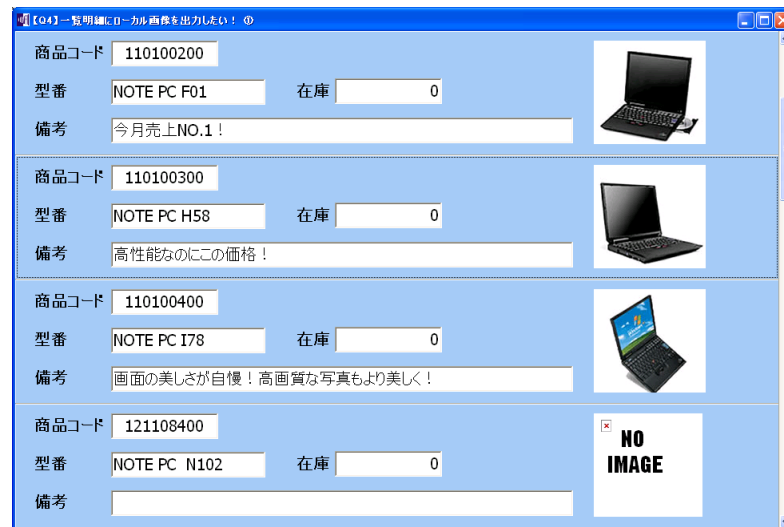 【Q4】一覧明細にローカル画像を出力したい！ ①
商品コード 110100200
型番 NOTE PC F01 在庫 0
備考 今月売上NO.1！
商品コード 110100300
型番 NOTE PC H58 在庫 0
備考 高性能なのにこの価格！
商品コード 110100400
型番 NOTE PC I78 在庫 0
備考 画面の美しさが自慢！高画質な写真もより美しく！
商品コード 121108400
NO
型番 NOTE PC  N102 在庫 0
IMAGE
備考